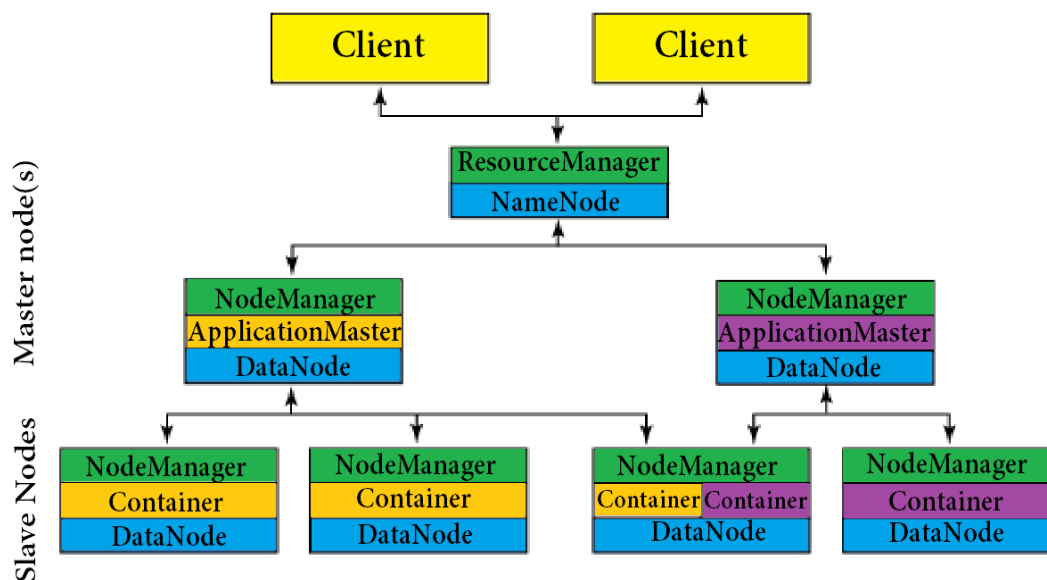 Client
Client
Master node(s)
ResourceManager
NameNode
NodeManager
ApplicationMaster
DataNode
NodeManager
ApplicationMaster
DataNode
Slave Nodes
NodeManager
Container
DataNode
NodeManager
Container
DataNode
NodeManager
Container Container
DataNode
NodeManager
Container
DataNode